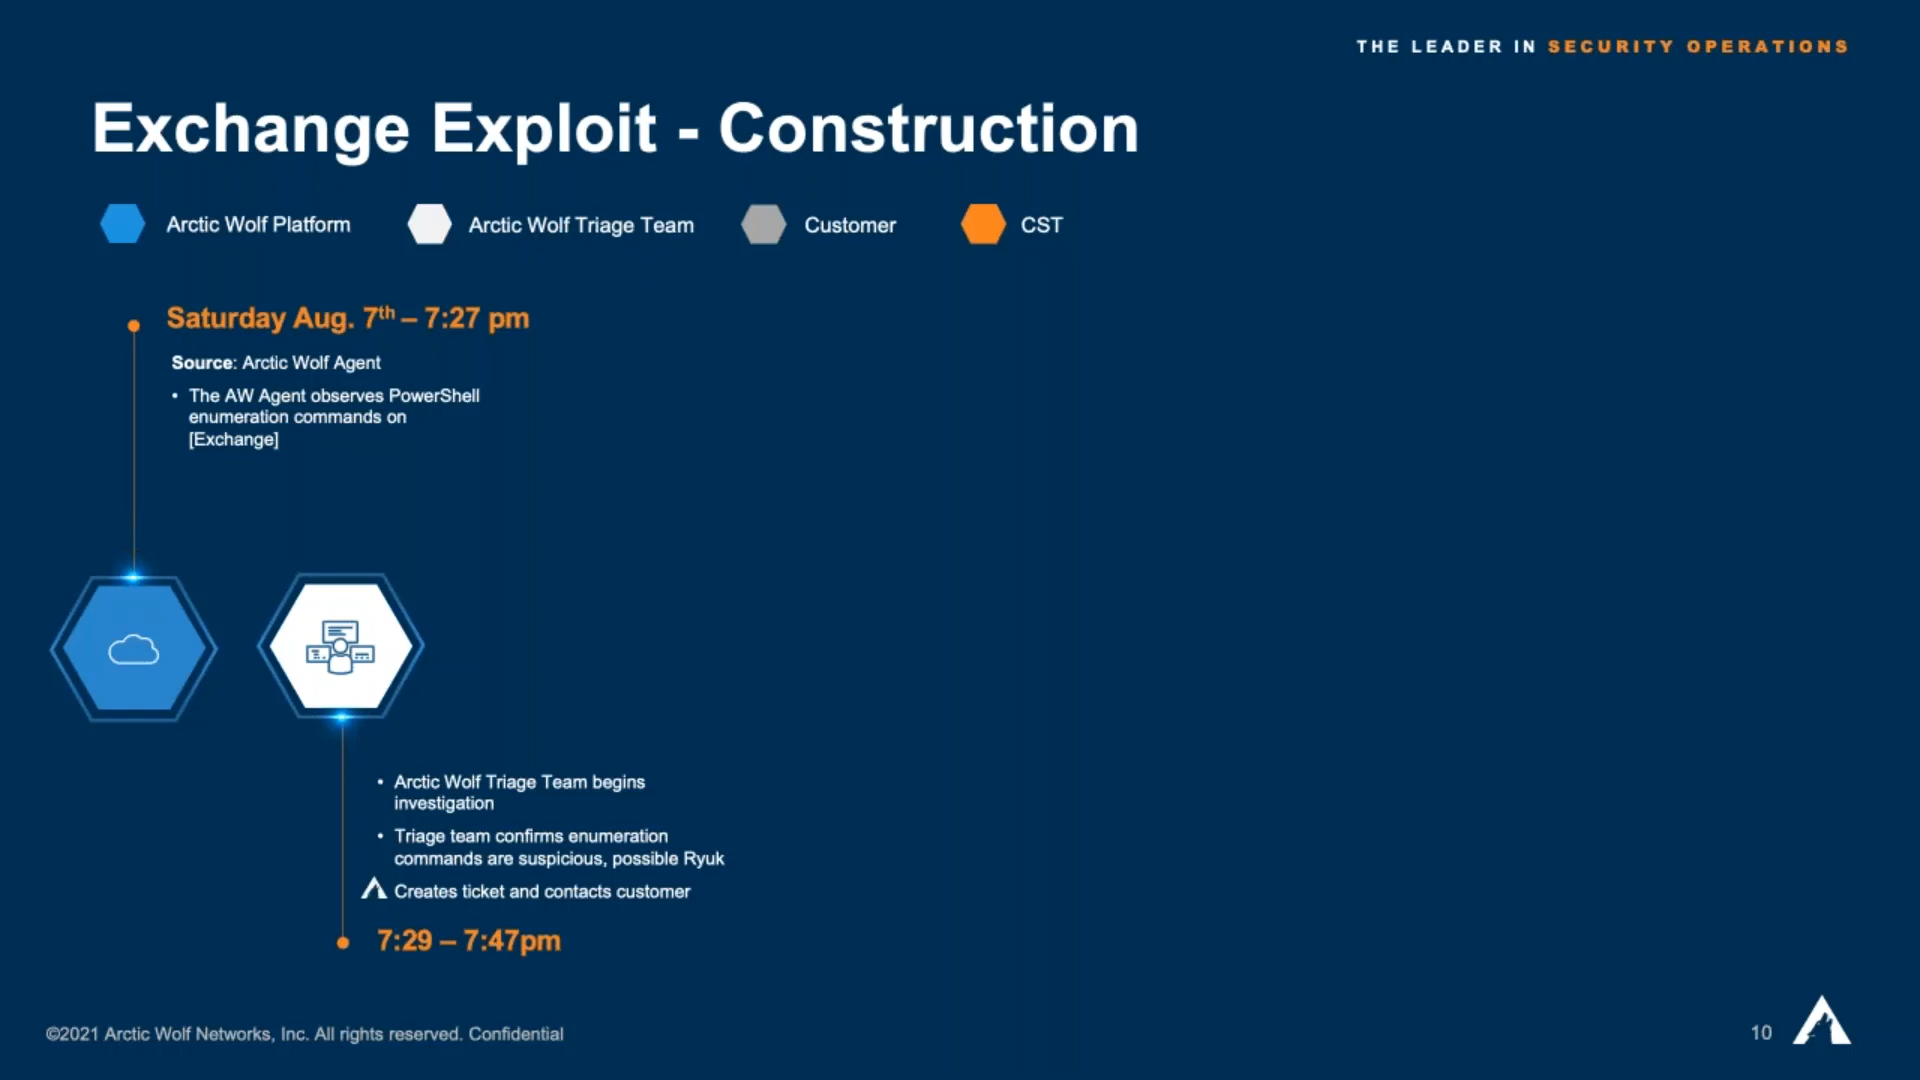 THE LEADER IN SECURITY OPERATIONS
Exchange Exploit - Construction
Arctic Wolf Platform
Arctic Wolf Triage Team
Customer
CST
Saturday Aug. 7th – 7:27 pm
Source: Arctic Wolf Agent
• The AW Agent observes PowerShell
enumeration commands on
[Exchange]
• Arctic Wolf Triage Team begins
investigation
• Triage team confirms enumeration
commands are suspicious, possible Ryuk
Creates ticket and contacts customer
7:29 – 7:47pm
©2021 Arctic Wolf Networks, Inc. All rights reserved. Confidential
10